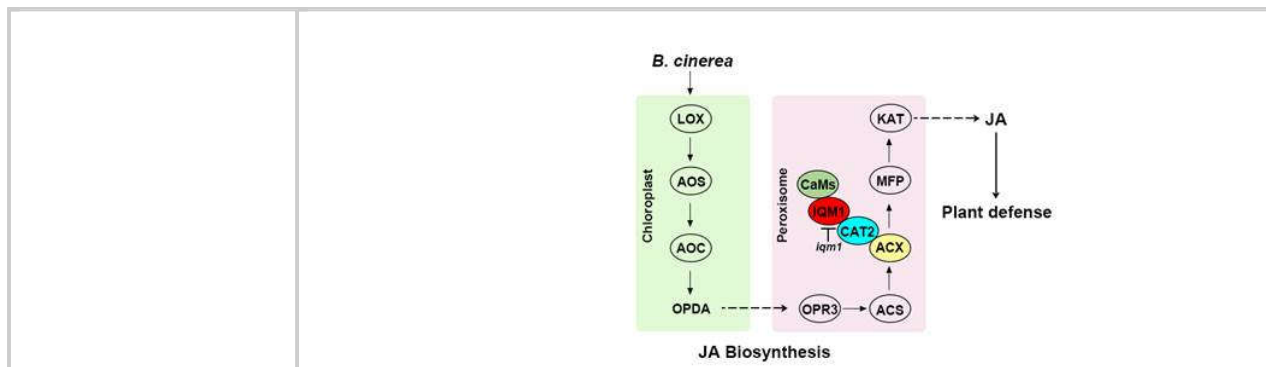 B. cinerea
Chloroplast
LOX
AOS
AOC
OPDA
Peroxisome
KAT
MFP
CaMs
IQM1
iqm1
CAT2
ACX
OPR3
ACS
JA
Plant defense
JA Biosynthesis